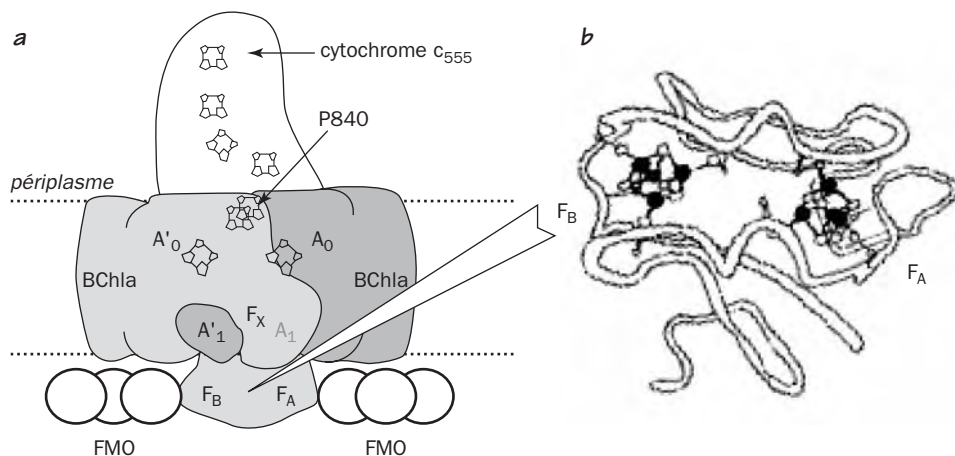 a
cytochrome c555
P840
périplasme
A'0
A0
BChla
BChla
FX
A'1
A1
FB
FA
FMO
FMO
b
FB
FA